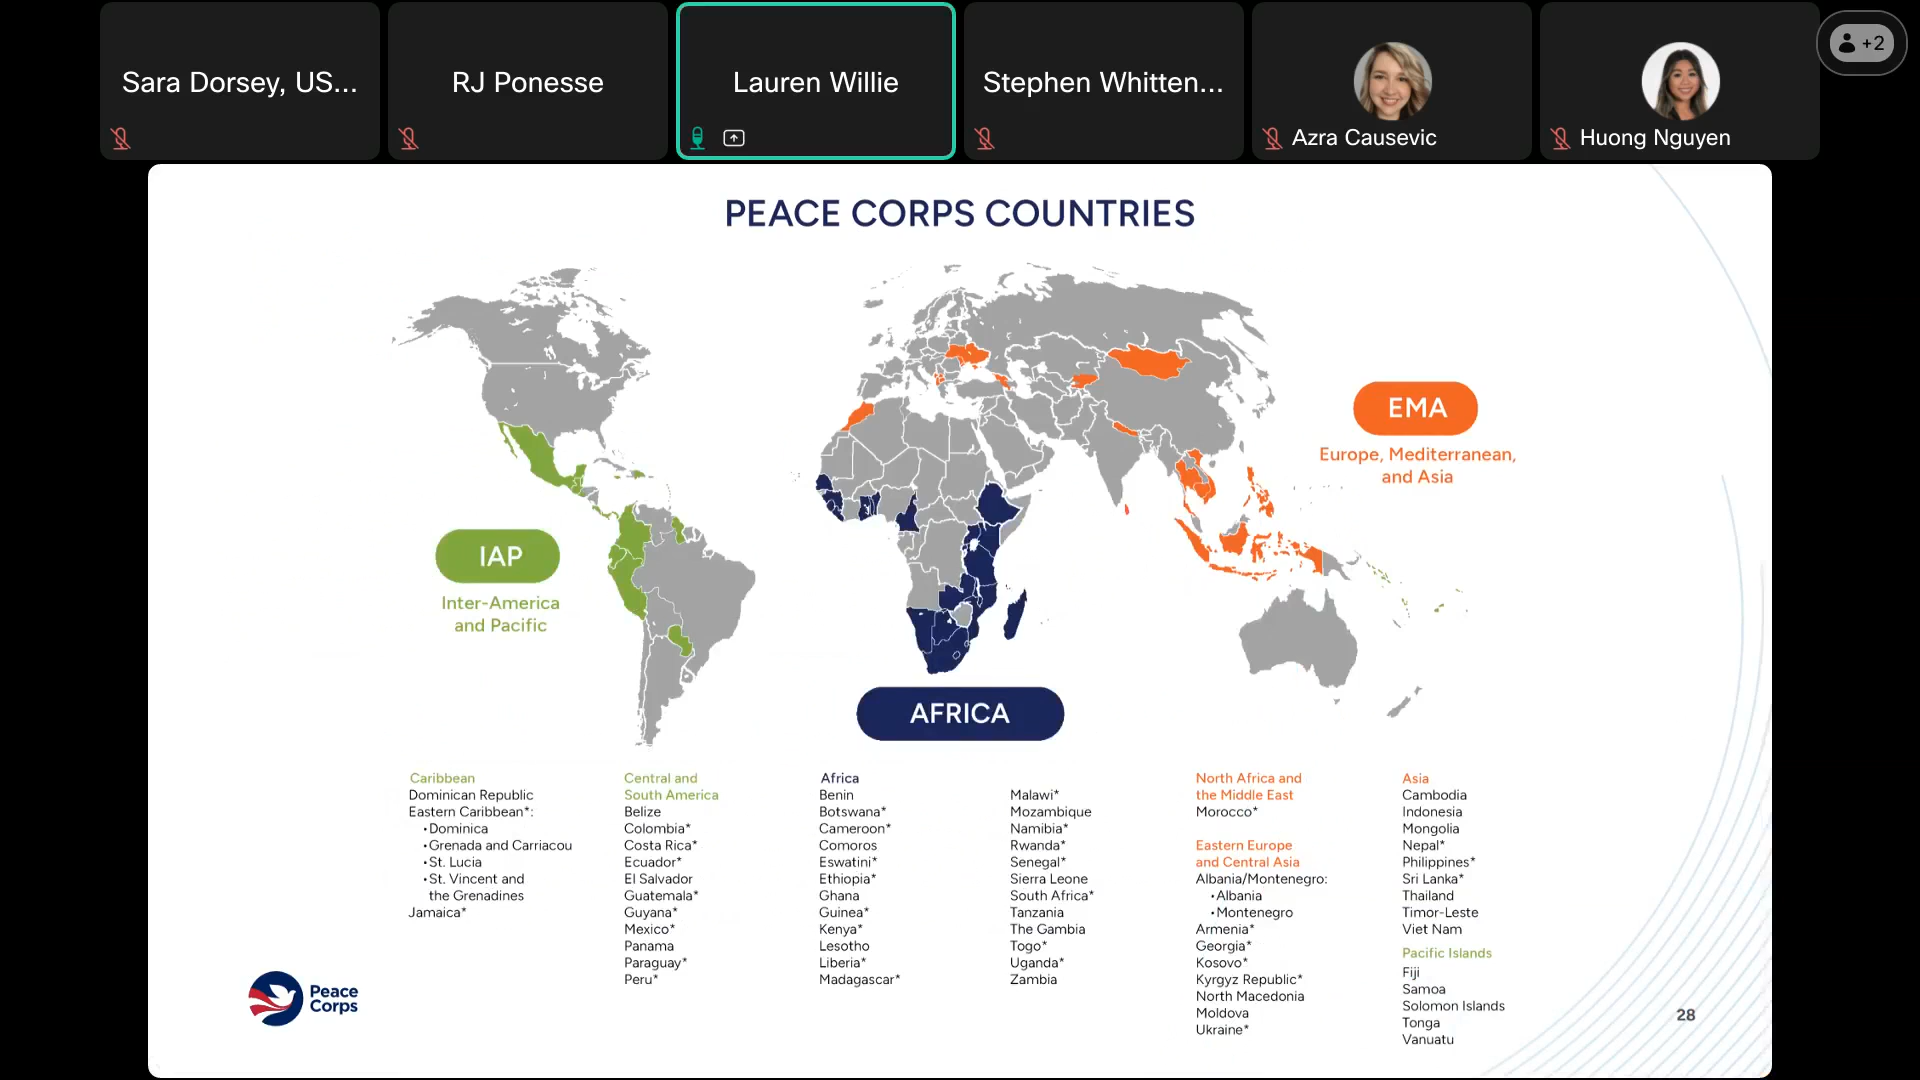 Sara Dorsey, US...
RJ Ponesse
Lauren Willie
Stephen Whitten...
Azra Causevic
Huong Nguyen
+2
PEACE CORPS COUNTRIES
EMA
Europe, Mediterranean,
and Asia
IAP
Inter-America
and Pacific
AFRICA
Caribbean
Dominican Republic
Eastern Caribbean*:
•Dominica
•Grenada and Carriacou
•St. Lucia
•St. Vincent and
the Grenadines
Jamaica*
Central and
South America
Belize
Colombia*
Costa Rica*
Ecuador*
El Salvador
Guatemala*
Guyana*
Mexico*
Panama
Paraguay*
Peru*
Africa
Benin
Botswana*
Cameroon*
Comoros
Eswatini*
Ethiopia*
Ghana
Guinea*
Kenya*
Lesotho
Liberia*
Madagascar*
Malawi*
Mozambique
Namibia*
Rwanda*
Senegal*
Sierra Leone
South Africa*
Tanzania
The Gambia
Togo*
Uganda*
Zambia
North Africa and
the Middle East
Morocco*
Eastern Europe
and Central Asia
Albania/Montenegro:
•Albania
•Montenegro
Armenia*
Georgia*
Kosovo*
Kyrgyz Republic*
North Macedonia
Moldova
Ukraine*
Asia
Cambodia
Indonesia
Mongolia
Nepal*
Philippines*
Sri Lanka*
Thailand
Timor-Leste
Viet Nam
Pacific Islands
Fiji
Samoa
Solomon Islands
Tonga
Vanuatu
Peace
Corps
28